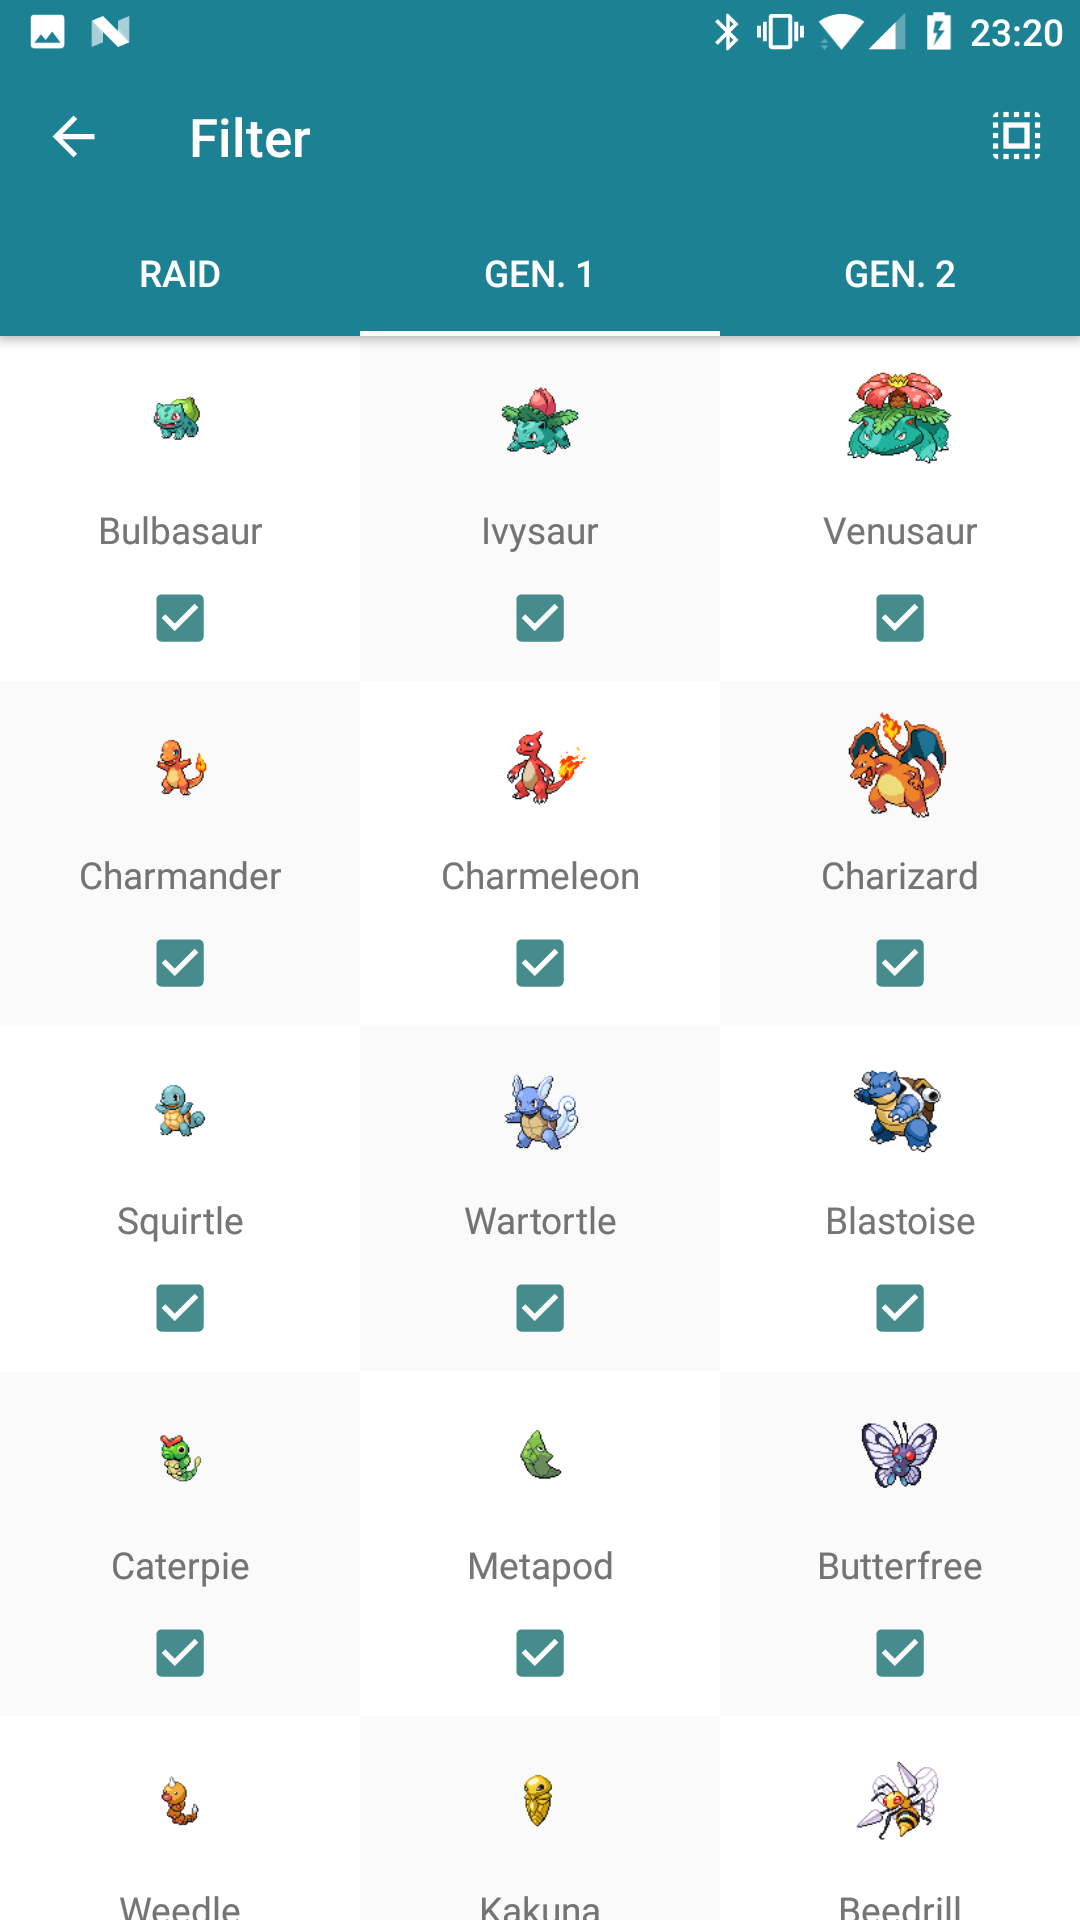 23:20
Filter
RAID GEN. 1 GEN. 2
Bulbasaur Ivysaur Venusaur
Charmander Charmeleon Charizard
Squirtle Wartortle Blastoise
Caterpie Metapod Butterfree
Weedle Kakuna Beedrill